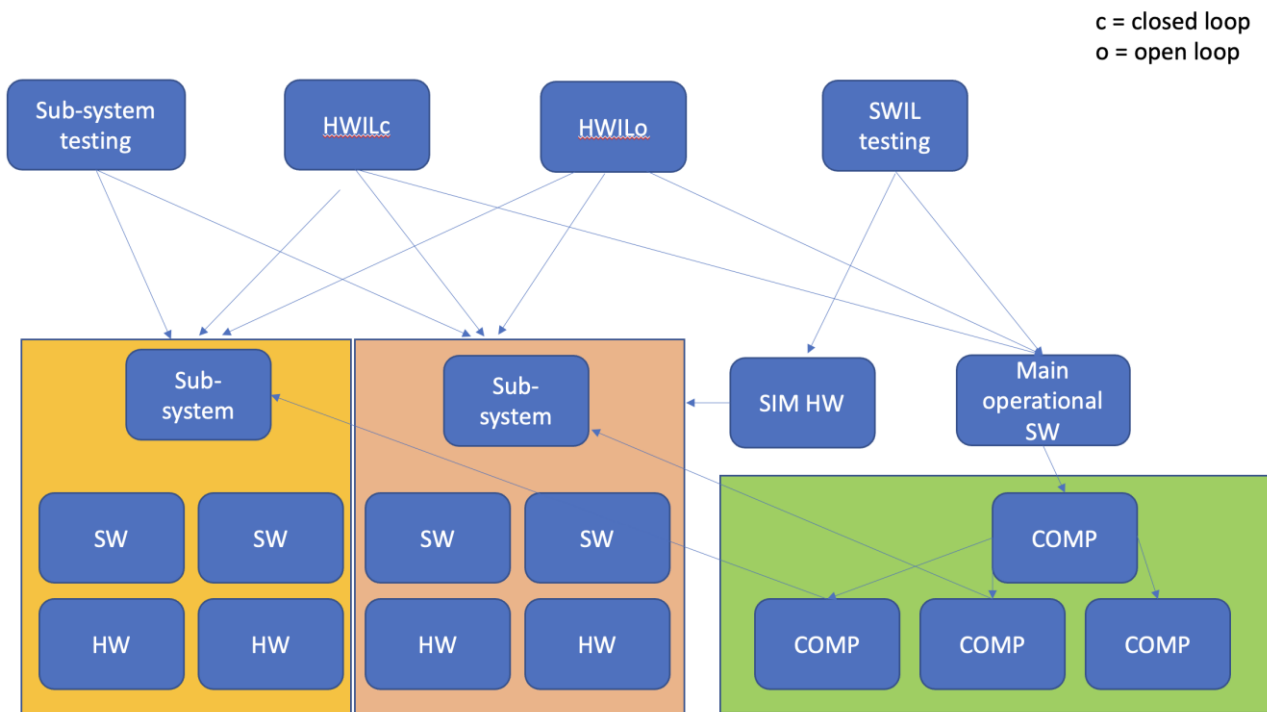 c = closed loop
o = open loop
Sub-system
testing
HWILc
HWILo
SWIL
testing
Sub-
system
Sub-
system
SIM HW
Main
operational
SW
SW
SW
SW
SW
COMP
HW
HW
HW
HW
COMP
COMP
COMP